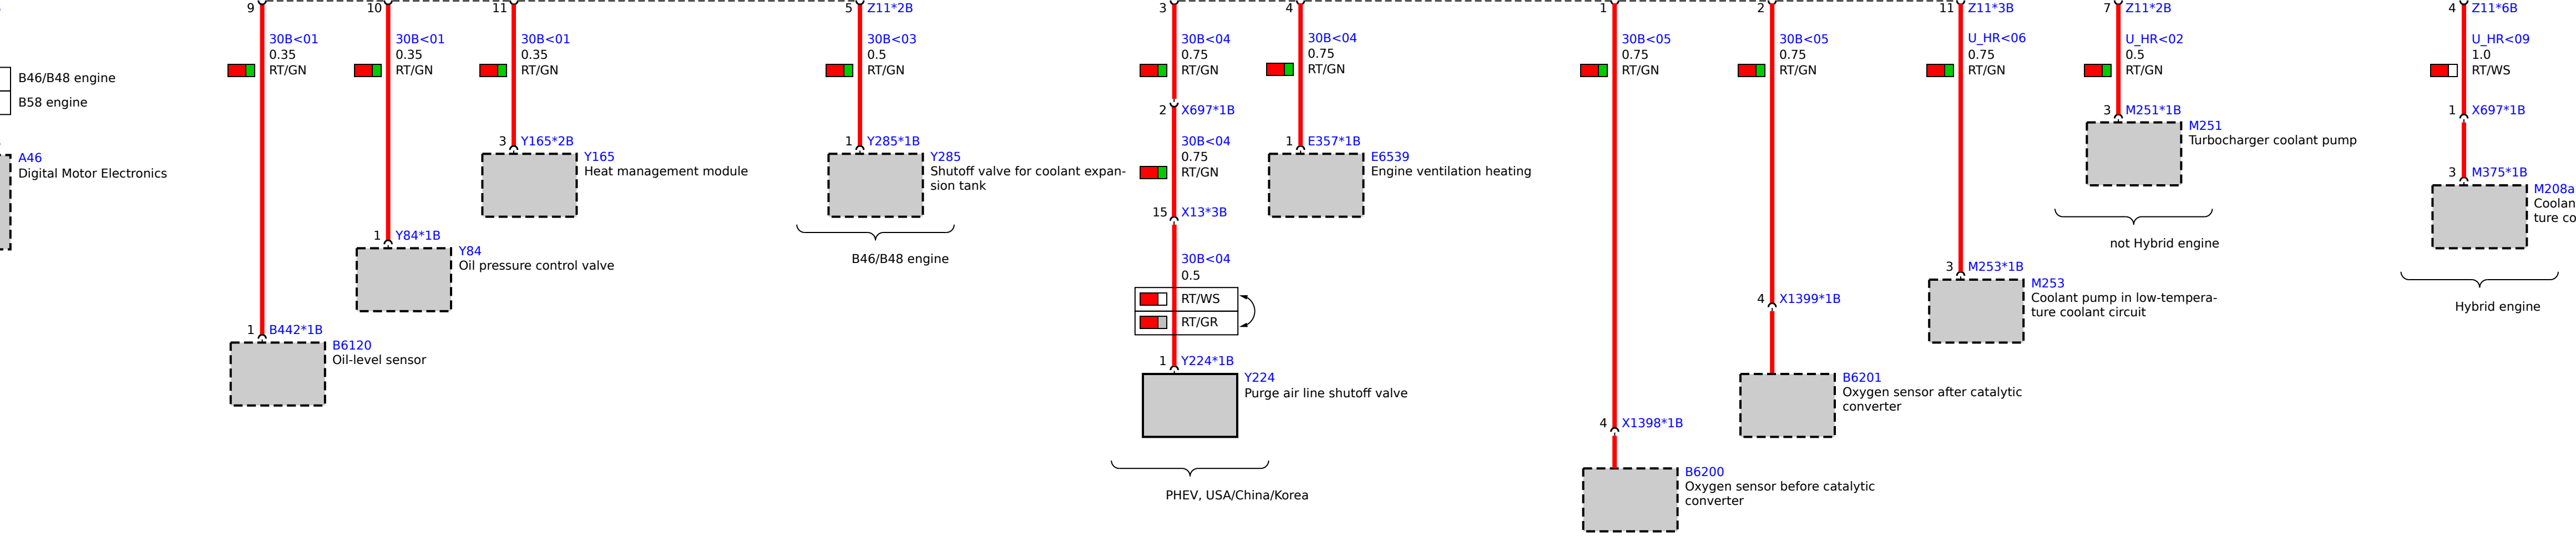 9
10
11
5 Z11*2B
3
4
1
2
11 Z11*3B
7 Z11*2B
4 Z11*6B
30B<01
0.35
RT/GN
30B<01
0.35
RT/GN
30B<01
0.35
RT/GN
30B<03
0.5
RT/GN
30B<04
0.75
RT/GN
30B<04
0.75
RT/GN
30B<05
0.75
RT/GN
30B<05
0.75
RT/GN
U_HR<06
0.75
RT/GN
U_HR<02
0.5
RT/GN
U_HR<09
1.0
RT/WS
B46/B48 engine
B58 engine
A46
Digital Motor Electronics
2 X697*1B
3 M251*1B
1 X697*1B
M251
Turbocharger coolant pump
3 Y165*2B
Y165
Heat management module
1 Y285*1B
Y285
Shutoff valve for coolant expan-
sion tank
B46/B48 engine
30B<04
0.75
RT/GN
15 X13*3B
1 E357*1B
E6539
Engine ventilation heating
not Hybrid engine
3 M375*1B
M208a
Coolan
ture co
Hybrid engine
1 Y84*1B
Y84
Oil pressure control valve
30B<04
0.5
RT/WS
RT/GR
1 Y224*1B
Y224
Purge air line shutoff valve
PHEV, USA/China/Korea
3 M253*1B
M253
Coolant pump in low-tempera-
ture coolant circuit
4 X1399*1B
B6201
Oxygen sensor after catalytic
converter
1 B442*1B
B6120
Oil-level sensor
4 X1398*1B
B6200
Oxygen sensor before catalytic
converter